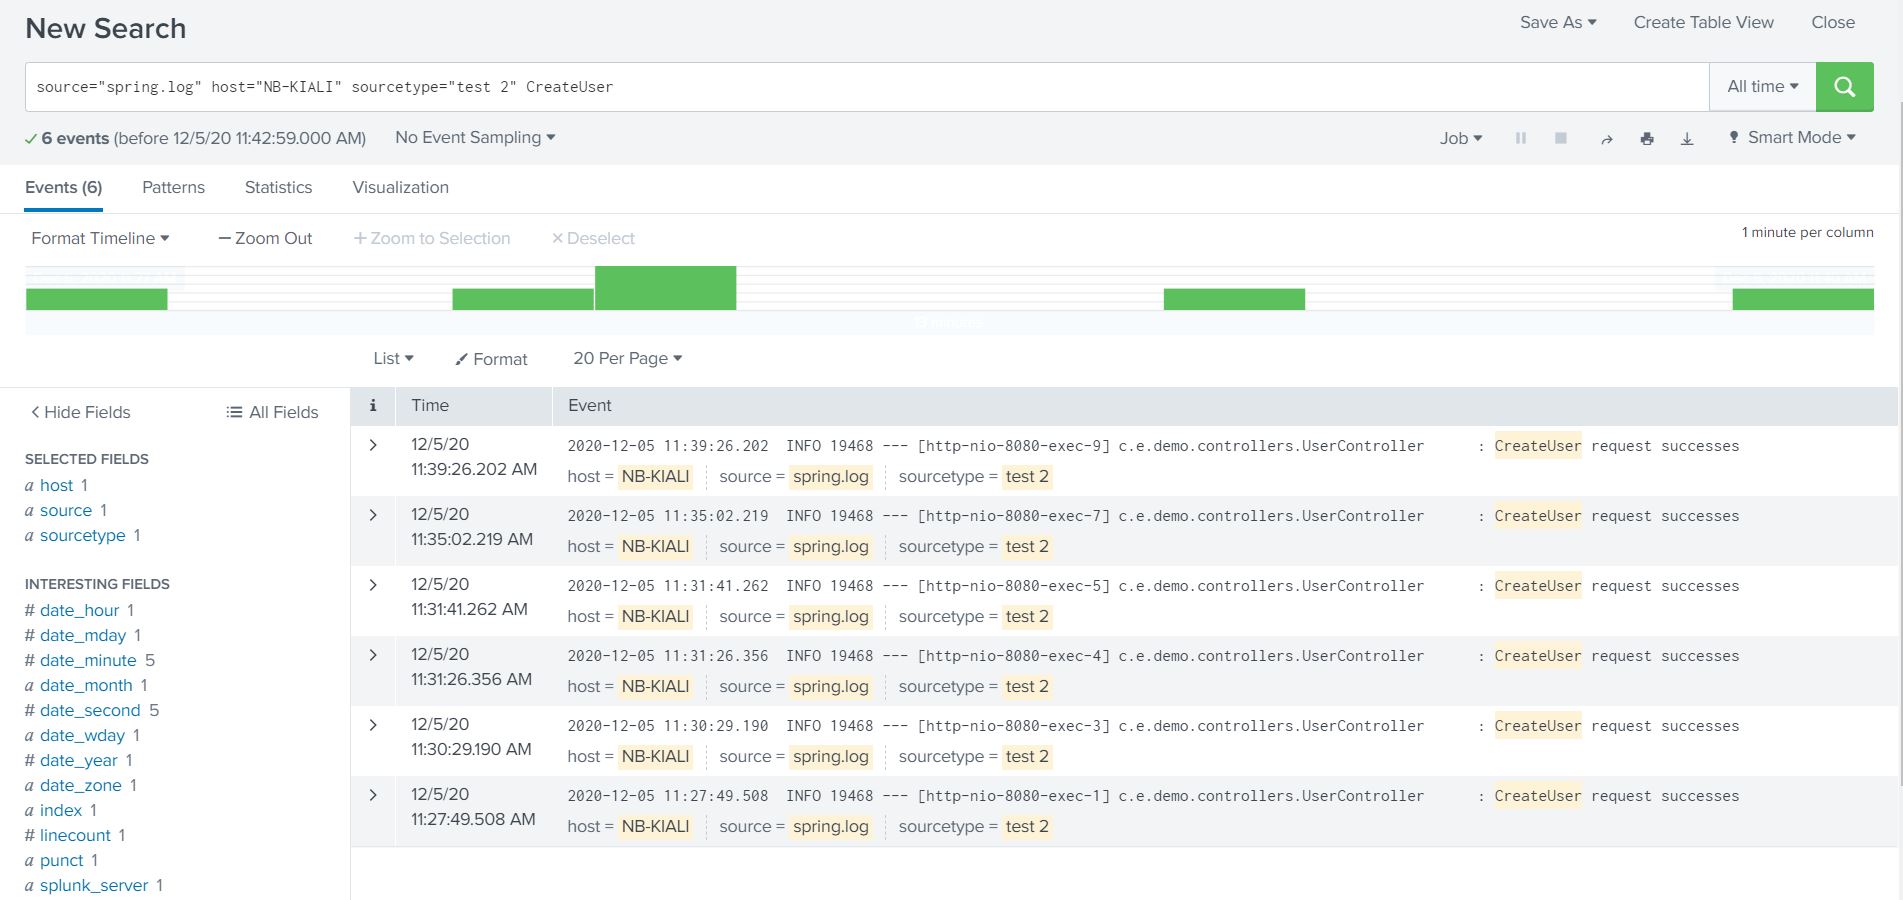 New Search
Save As Create Table View Close
source="spring.log" host="NB-KIALI" sourcetype="test 2" CreateUser
All time
6 events (before 12/5/20 11:42:59.000 AM) No Event Sampling
Job Smart Mode
Events (6) Patterns Statistics Visualization
Format Timeline — Zoom Out + Zoom to Selection × Deselect
1 minute per column
List Format 20 Per Page
< Hide Fields All Fields
SELECTED FIELDS
a host 1
a source 1
a sourcetype 1
INTERESTING FIELDS
# date_hour 1
# date_mday 1
# date_minute 5
a date_month 1
# date_second 5
a date_wday 1
# date_year 1
a date_zone 1
a index 1
# linecount 1
a punct 1
a splunk_server 1
i Time Event
12/5/20
11:39:26.202 AM
2020-12-05 11:39:26.202 INFO 19468 --- [http-nio-8080-exec-9] c.e.demo.controllers.UserController : CreateUser request successes
host = NB-KIALI source = spring.log sourcetype = test 2
12/5/20
11:35:02.219 AM
2020-12-05 11:35:02.219 INFO 19468 --- [http-nio-8080-exec-7] c.e.demo.controllers.UserController : CreateUser request successes
host = NB-KIALI source = spring.log sourcetype = test 2
12/5/20
11:31:41.262 AM
2020-12-05 11:31:41.262 INFO 19468 --- [http-nio-8080-exec-5] c.e.demo.controllers.UserController : CreateUser request successes
host = NB-KIALI source = spring.log sourcetype = test 2
12/5/20
11:31:26.356 AM
2020-12-05 11:31:26.356 INFO 19468 --- [http-nio-8080-exec-4] c.e.demo.controllers.UserController : CreateUser request successes
host = NB-KIALI source = spring.log sourcetype = test 2
12/5/20
11:30:29.190 AM
2020-12-05 11:30:29.190 INFO 19468 --- [http-nio-8080-exec-3] c.e.demo.controllers.UserController : CreateUser request successes
host = NB-KIALI source = spring.log sourcetype = test 2
12/5/20
11:27:49.508 AM
2020-12-05 11:27:49.508 INFO 19468 --- [http-nio-8080-exec-1] c.e.demo.controllers.UserController : CreateUser request successes
host = NB-KIALI source = spring.log sourcetype = test 2